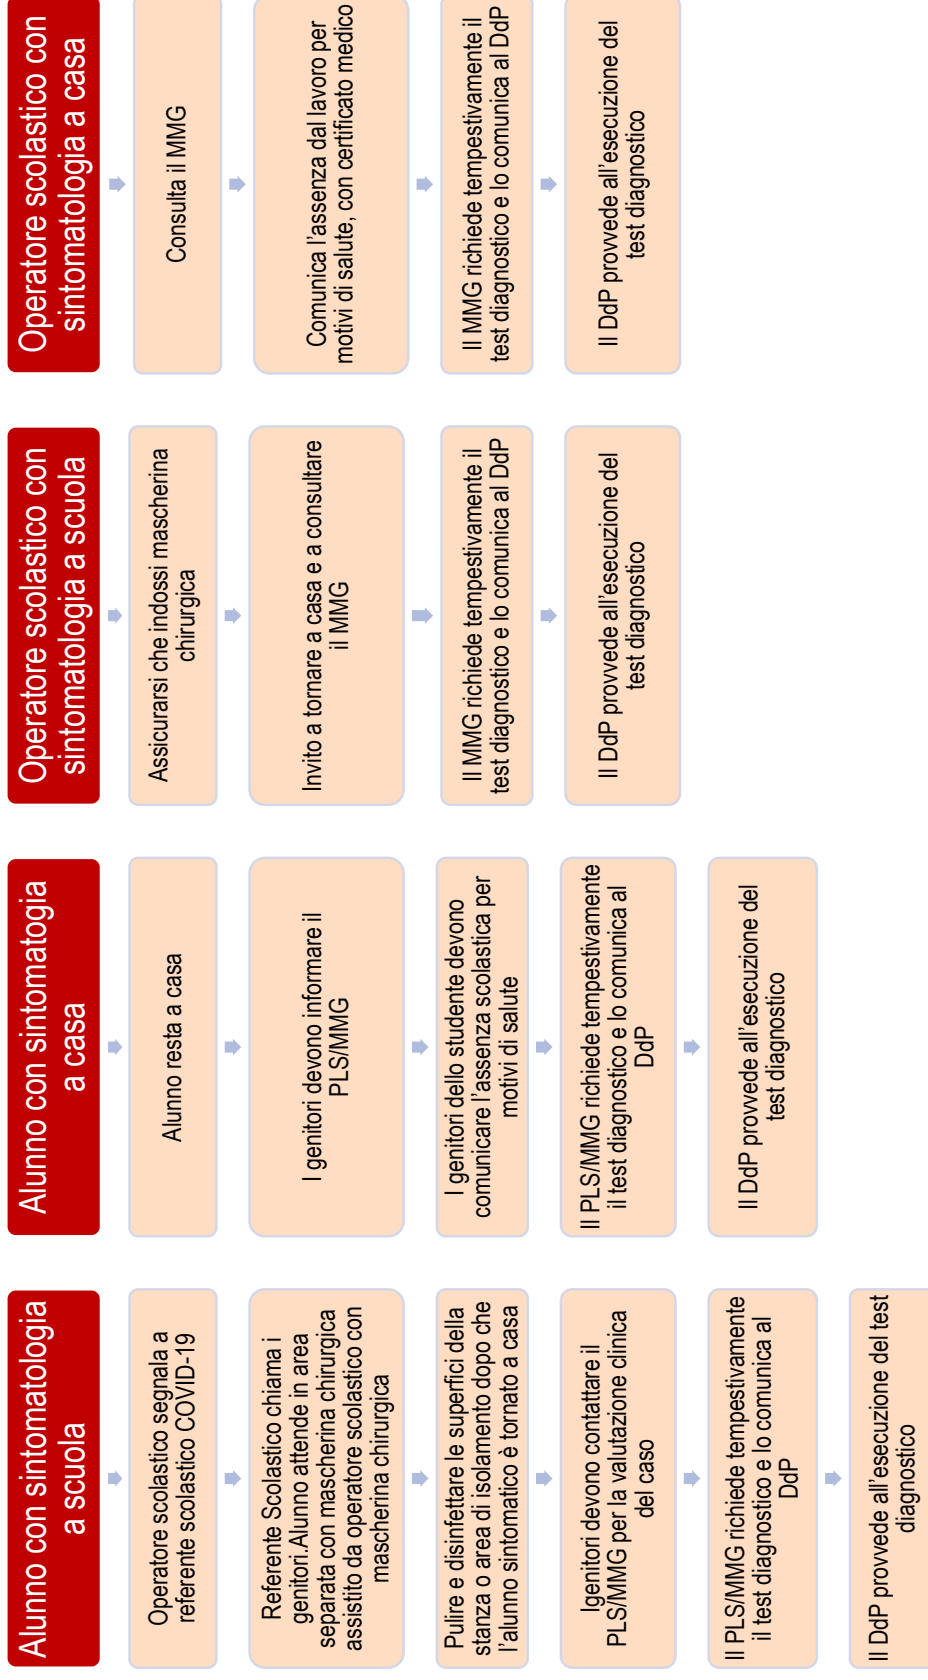 Alunno con sintomatologia
a scuola
Operatore scolastico segnala a
referente scolastico COVID-19
Referente Scolastico chiama i
genitori.Alunno attende in area
separata con mascherina chirurgica
assistito da operatore scolastico con
mascherina chirurgica
Pulire e disinfettare le superfici della
stanza o area di isolamento dopo che
l'alunno sintomatico è tornato a casa
Igenitori devono contattare il
PLS/MMG per la valutazione clinica
del caso
Il PLS/MMG richiede tempestivamente
il test diagnostico e lo comunica al
DdP
Il DdP provvede all'esecuzione del test
diagnostico
Alunno con sintomatogia
a casa
Alunno resta a casa
I genitori devono informare il
PLS/MMG
I genitori dello studente devono
comunicare l'assenza scolastica per
motivi di salute
Il PLS/MMG richiede tempestivamente
il test diagnostico e lo comunica al
DdP
Il DdP provvede all'esecuzione del
test diagnostico
Operatore scolastico con
sintomatologia a scuola
Assicurarsi che indossi mascherina
chirurgica
Invito a tornare a casa e a consultare
il MMG
Il MMG richiede tempestivamente il
test diagnostico e lo comunica al DdP
Il DdP provvede all'esecuzione del
test diagnostico
Operatore scolastico con
sintomatologia a casa
Consulta il MMG
Comunica l'assenza dal lavoro per
motivi di salute, con certificato medico
Il MMG richiede tempestivamente il
test diagnostico e lo comunica al DdP
Il DdP provvede all'esecuzione del
test diagnostico